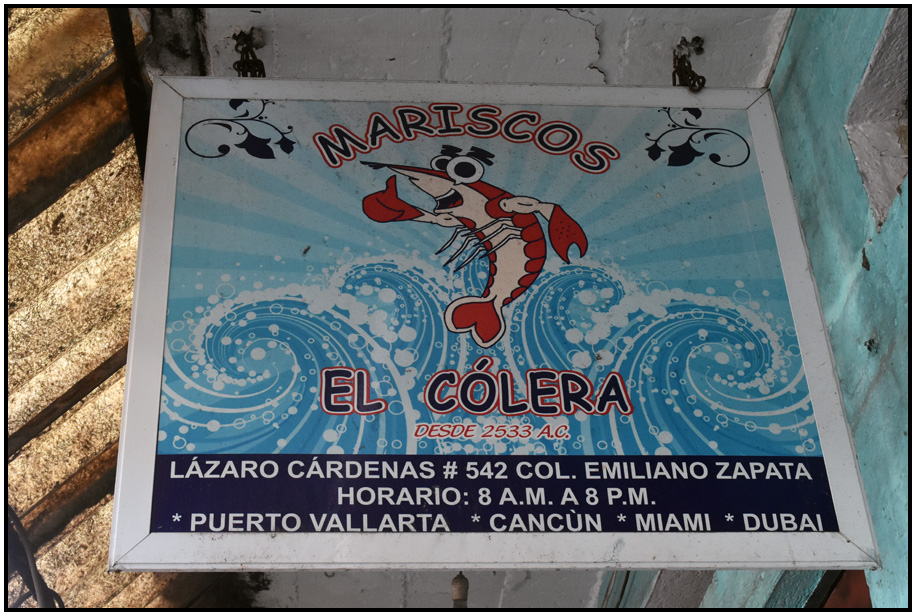 MARISCOS
EL CÓLERA
DESDE 2533 A.C.
LÁZARO CÁRDENAS # 542 COL. EMILIANO ZAPATA
HORARIO: 8 A.M. A 8 P.M.
* PUERTO VALLARTA * CANCÙN * MIAMI * DUBAI